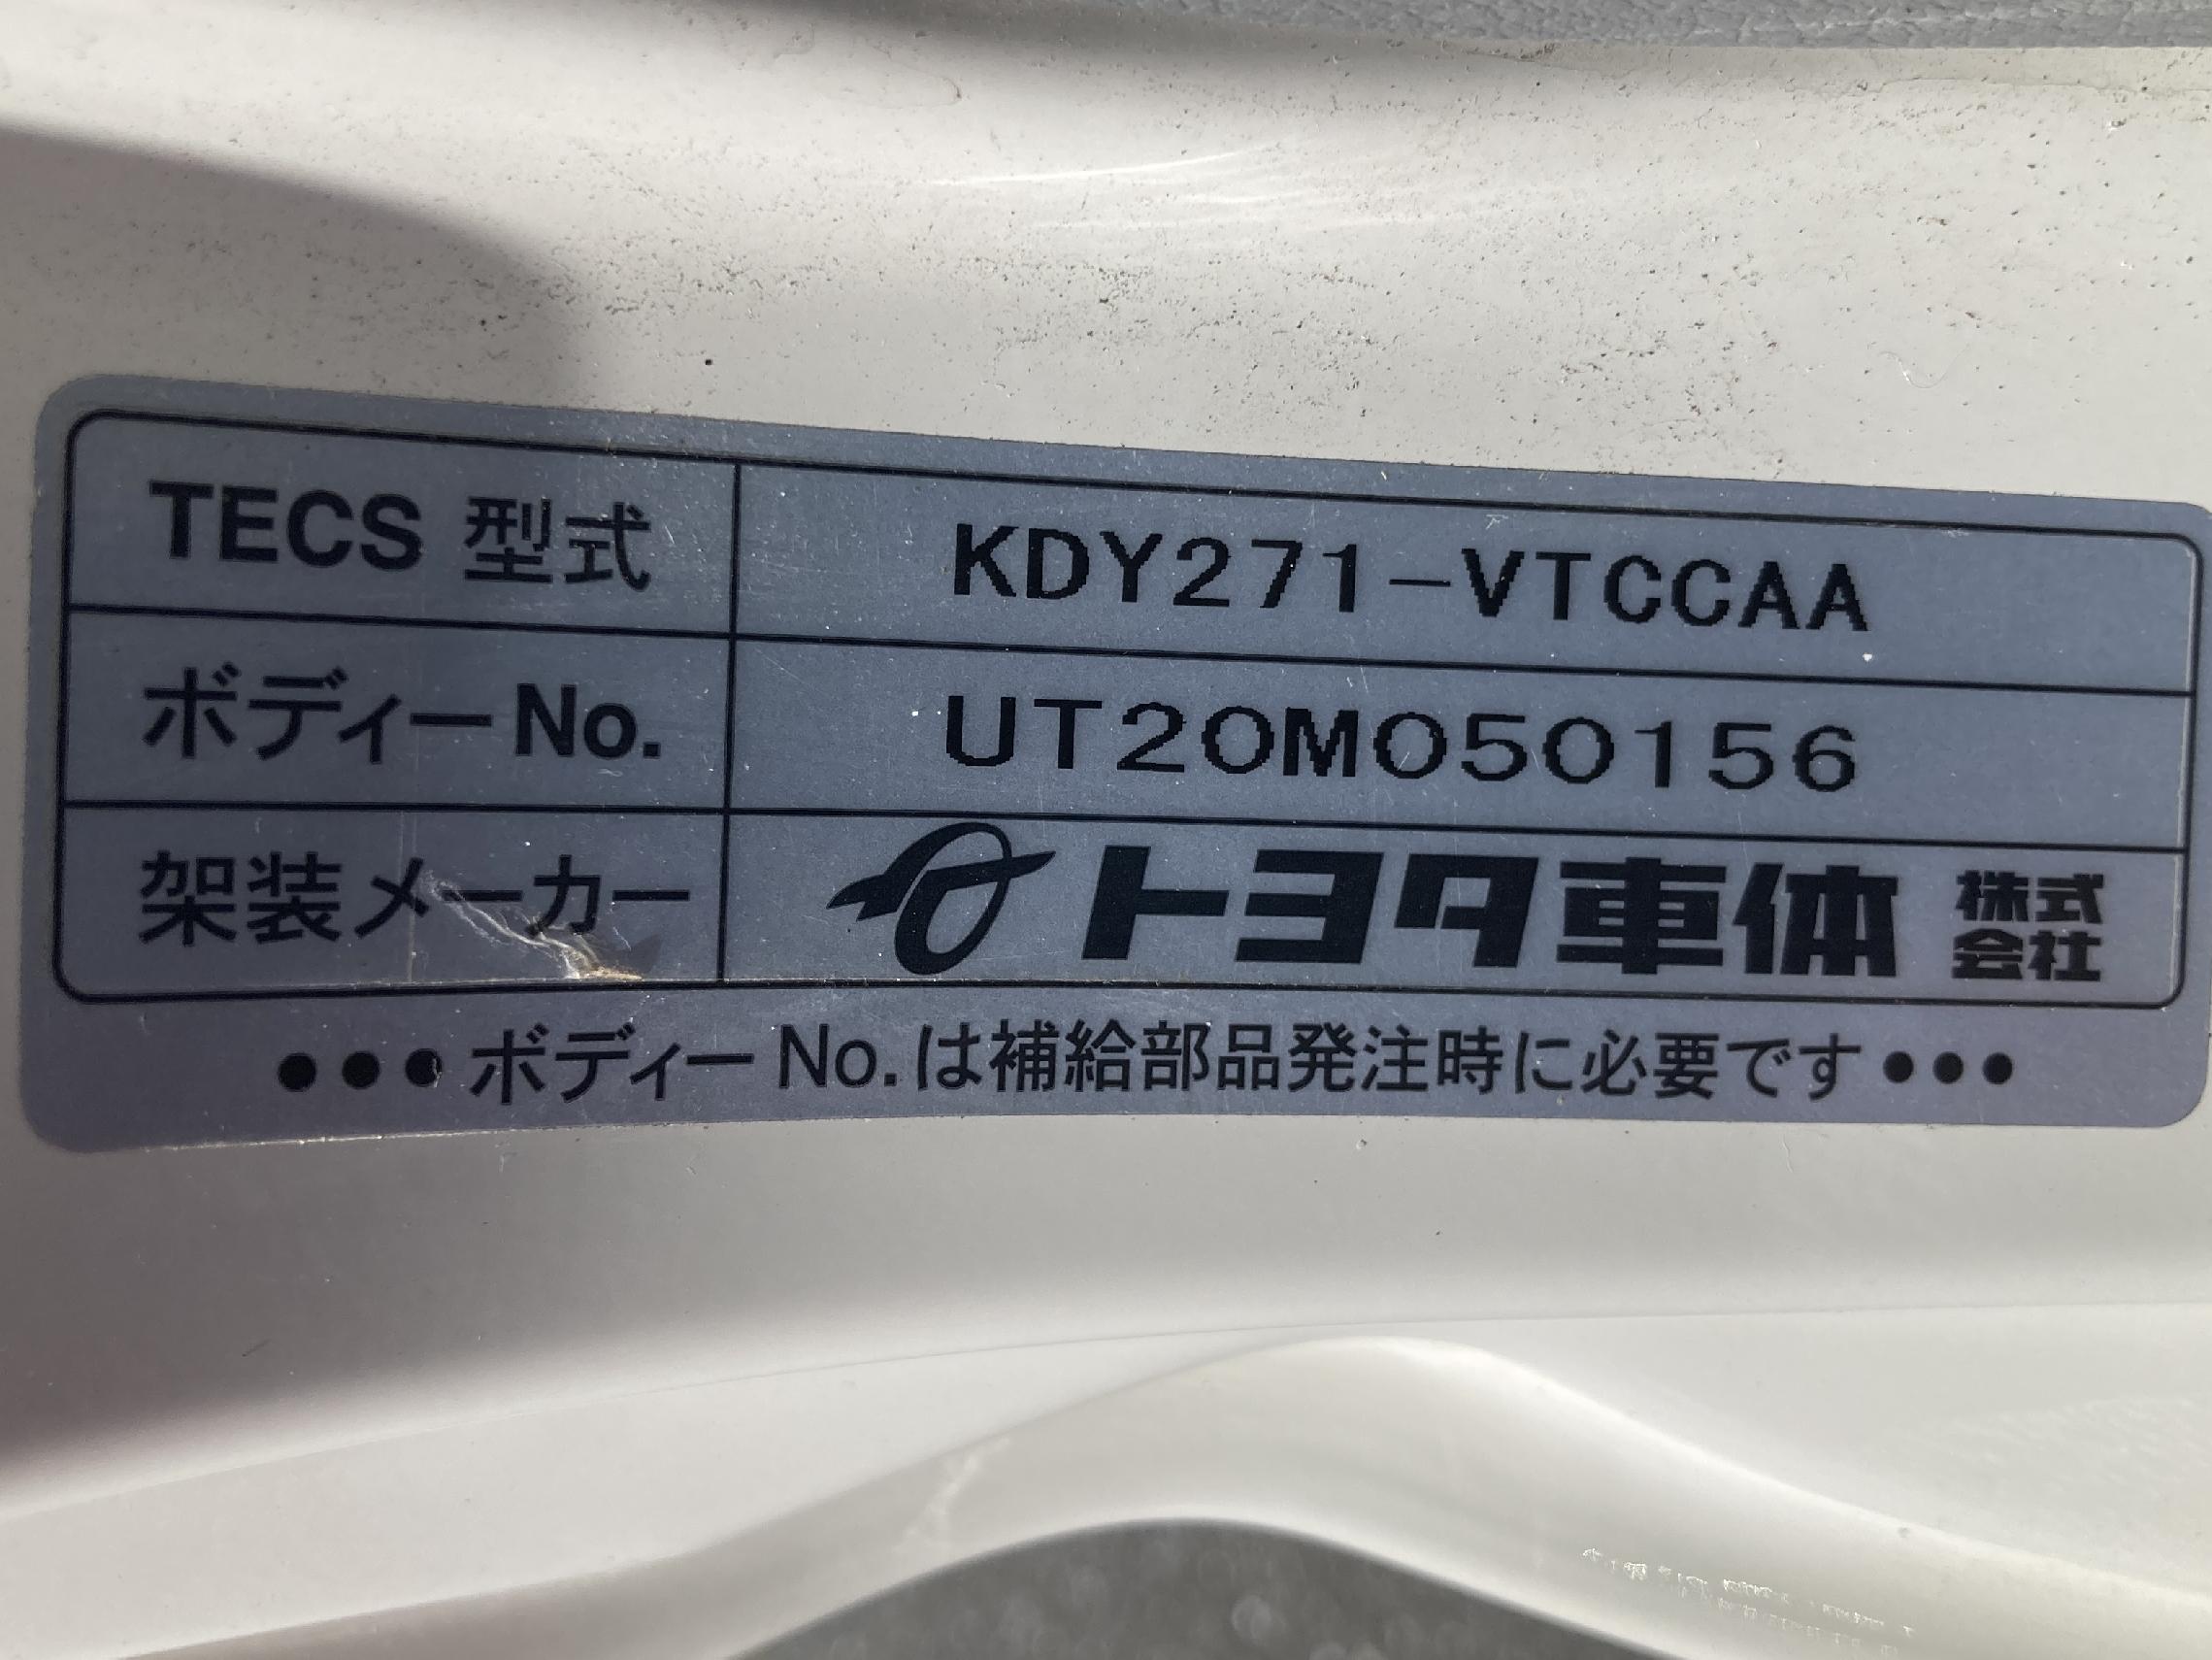 TECS 型式 KDY271-VTCCAA
ボディーNo. UT20M050156
架装メーカー トヨタ車体 株式会社
●●●ボディーNo.は補給部品発注時に必要です●●●